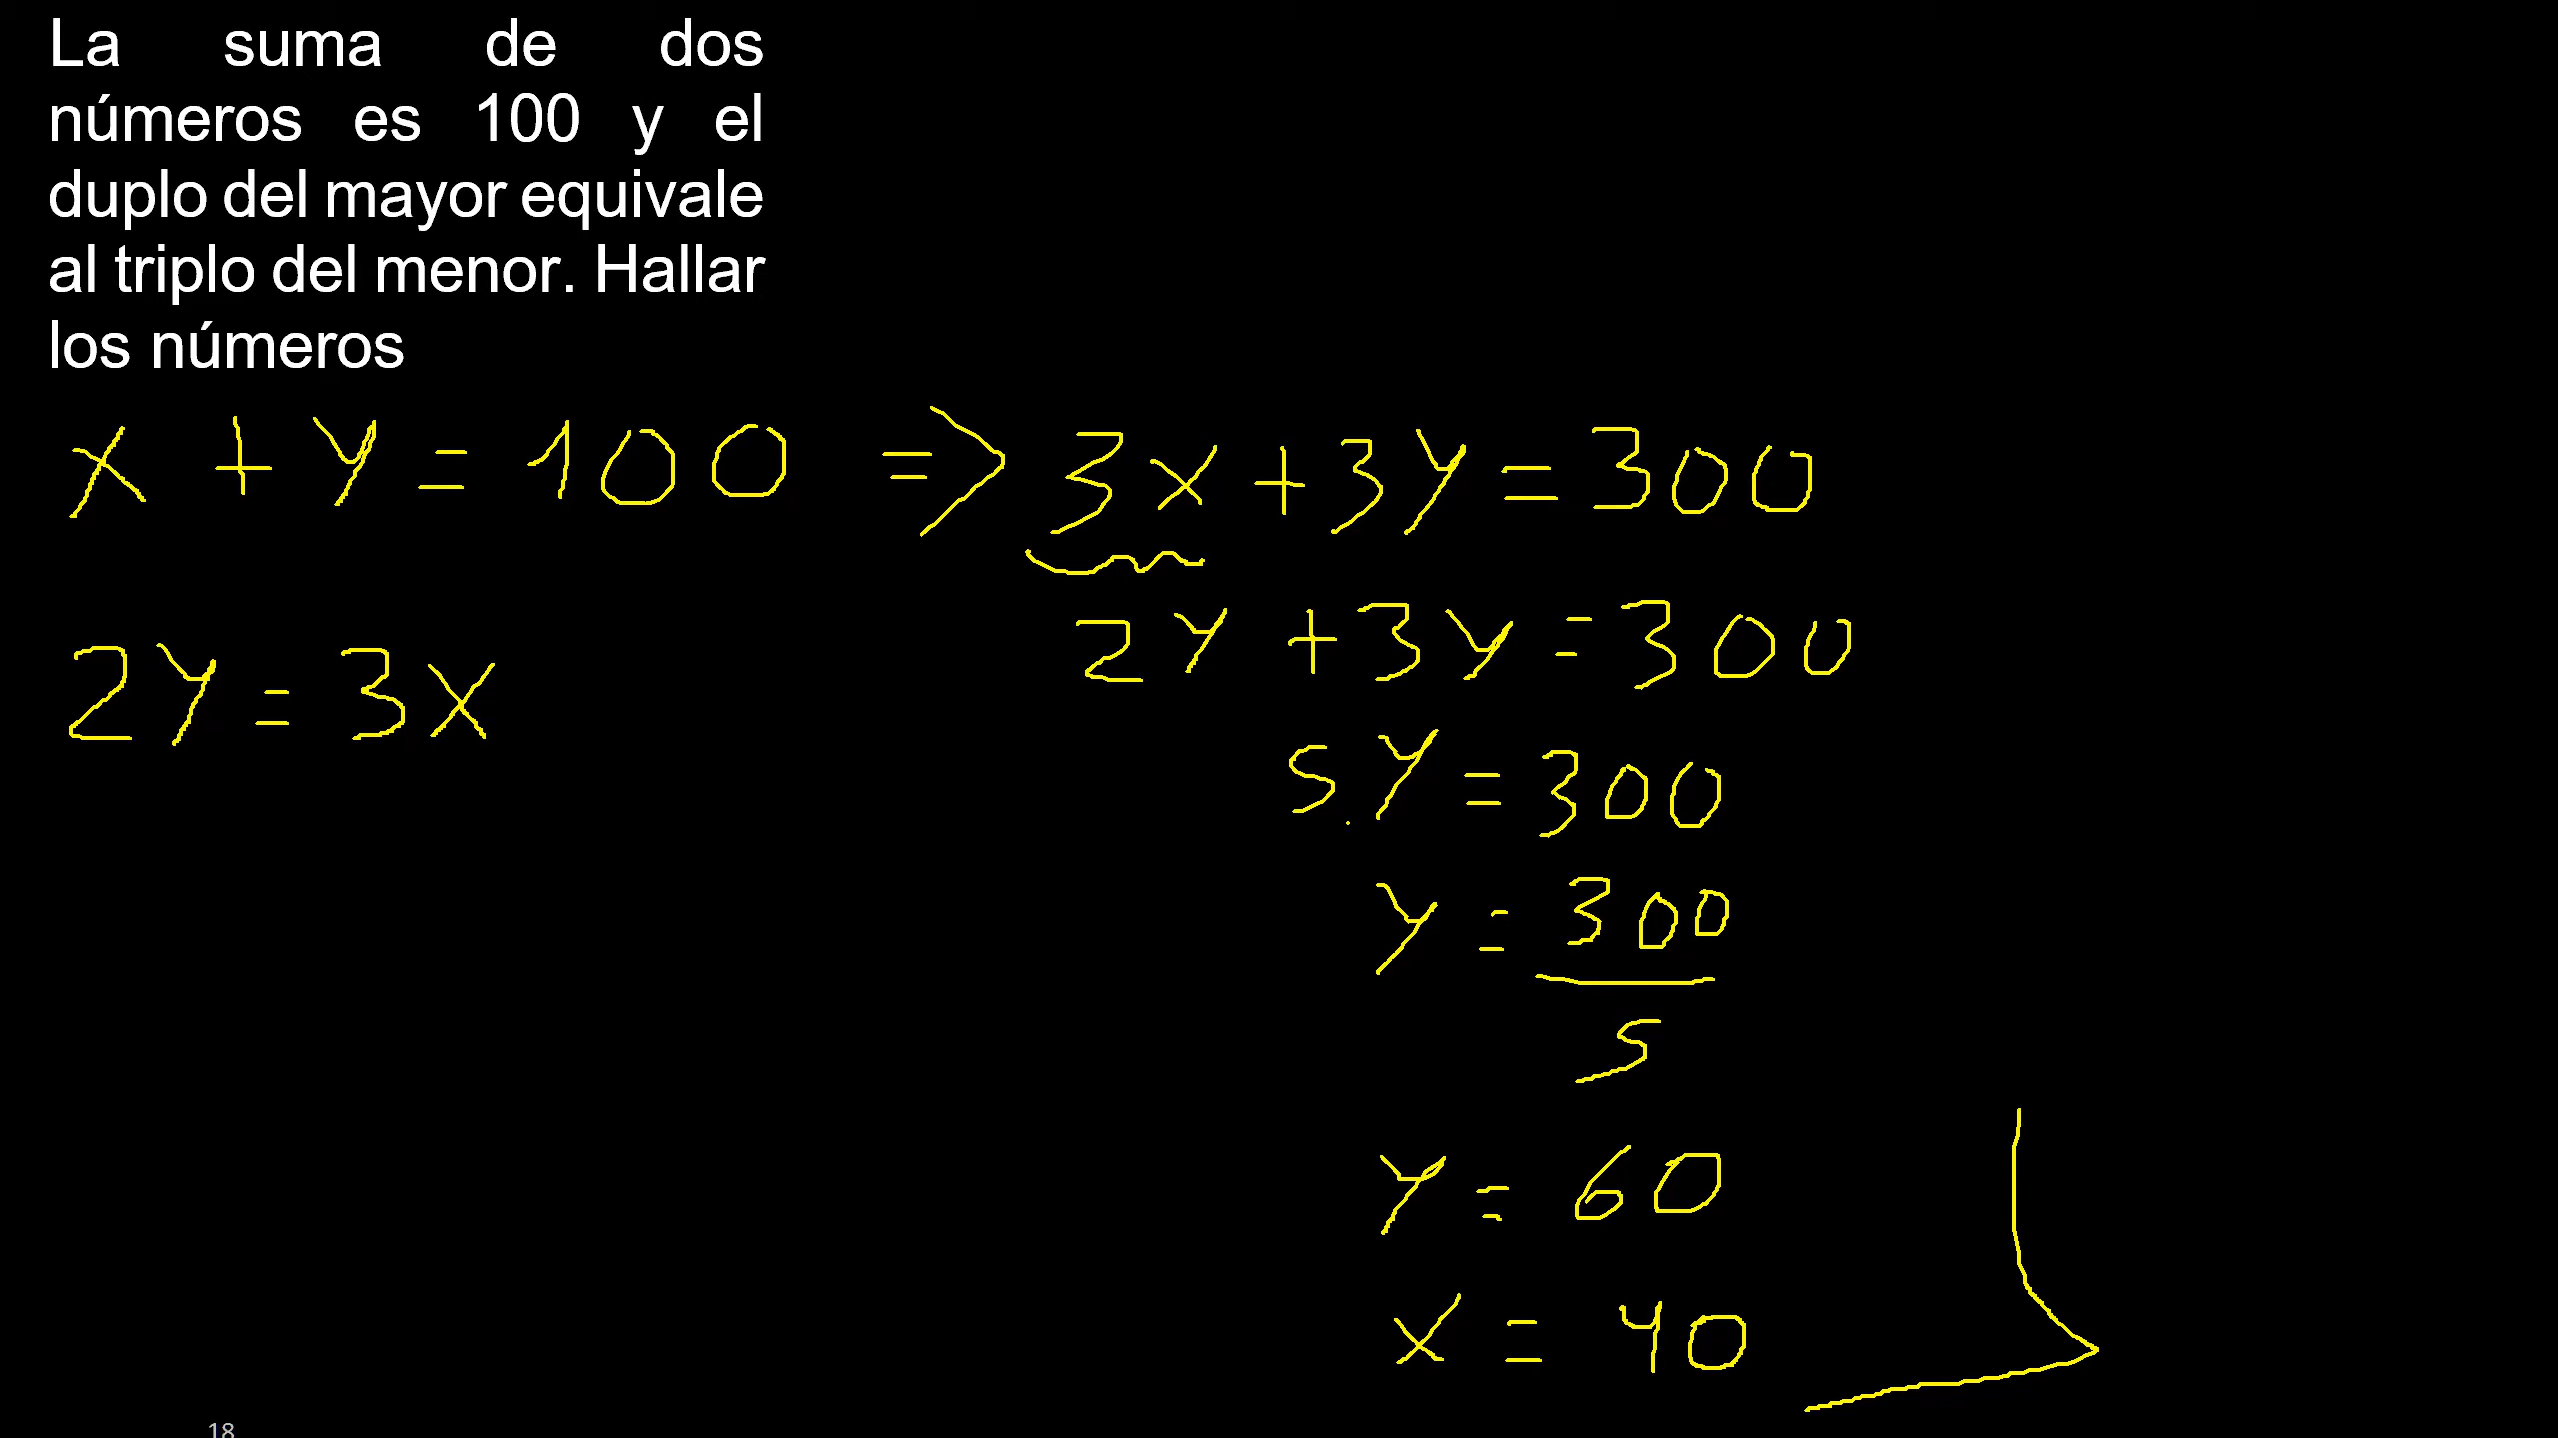 La suma de dos
números es 100 y el
duplo del mayor equivale
al triplo del menor. Hallar
los números
x + y = 100 => 3x + 3y = 300
2y + 3y = 300
2y = 3x
5.y = 300
y = 300
5
y = 60
x = 40
18